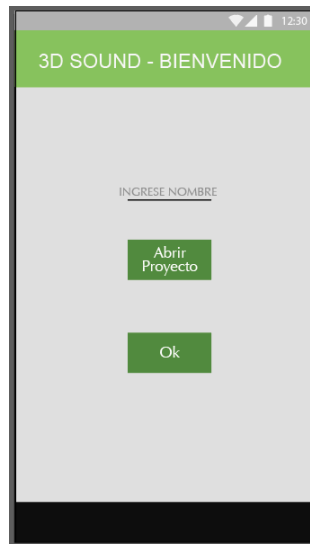 12:30
3D SOUND - BIENVENIDO
INGRESE NOMBRE
Abrir
Proyecto
Ok